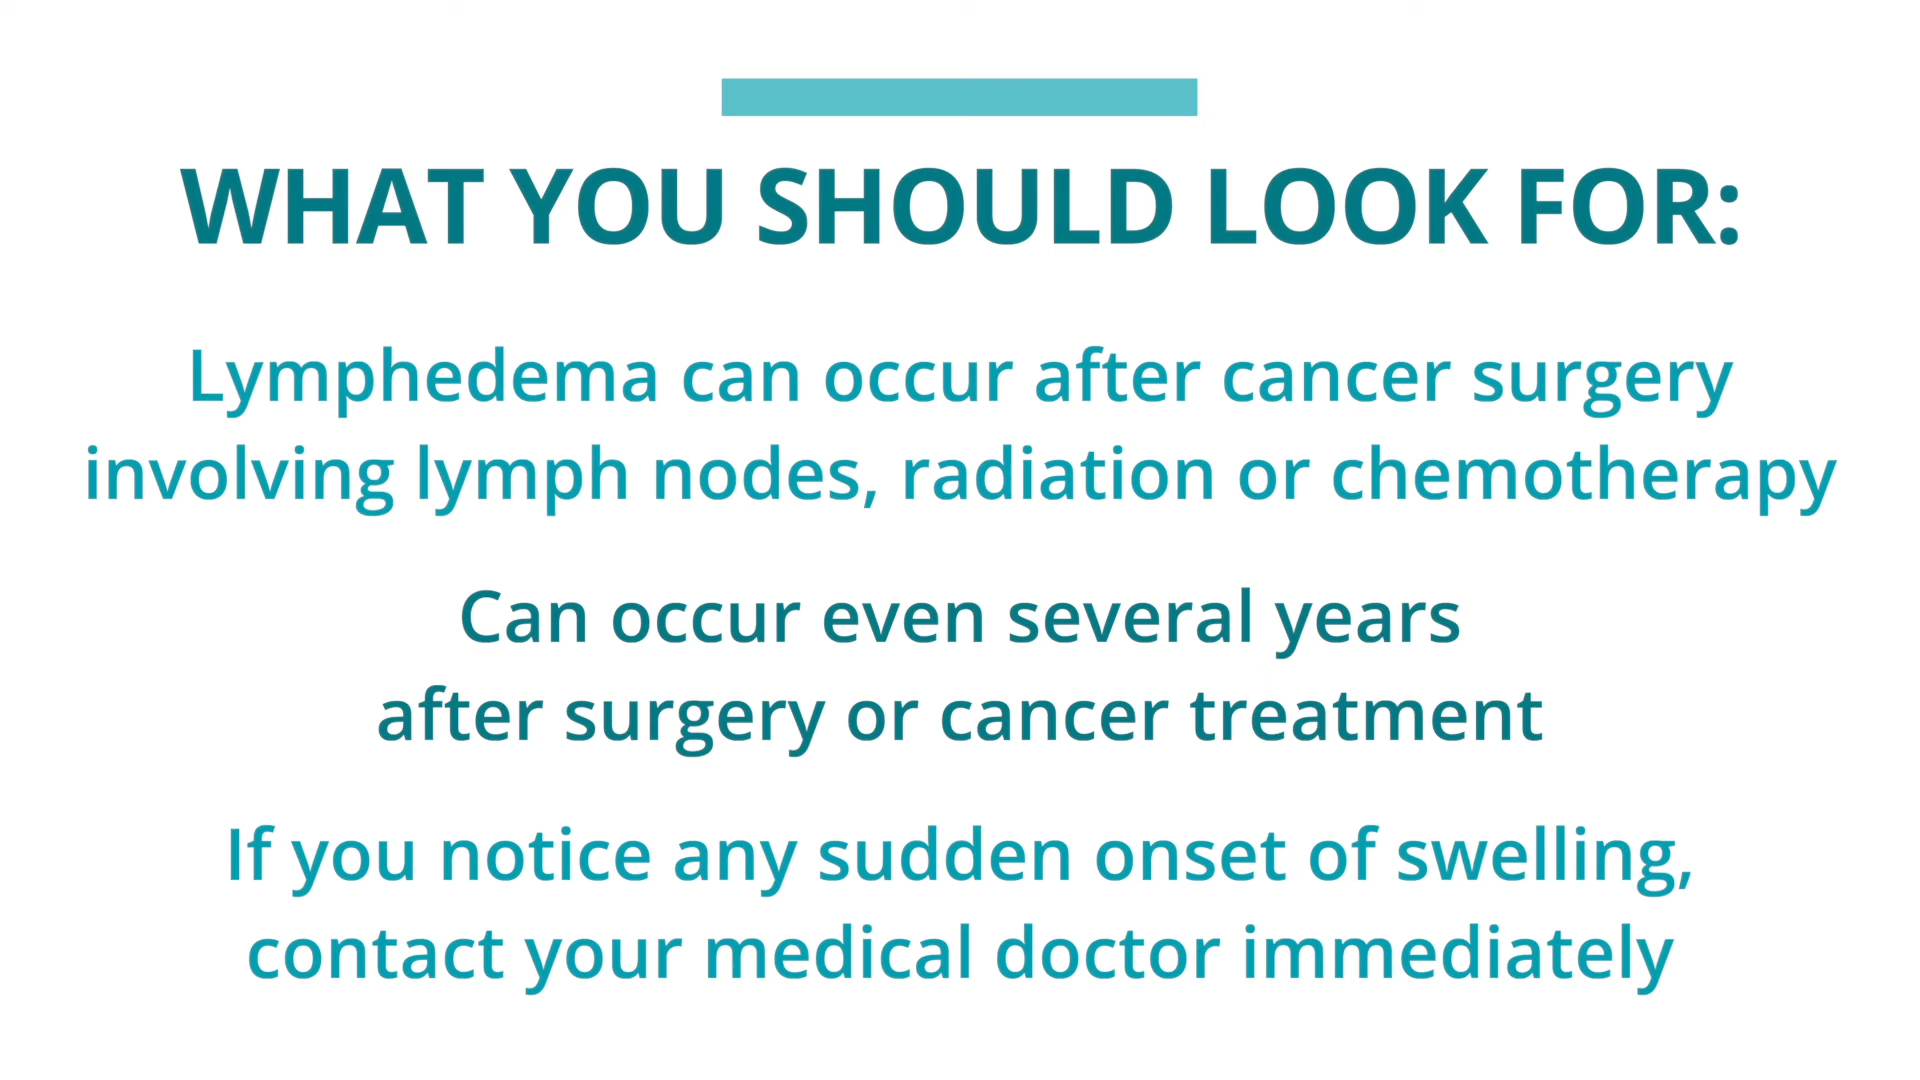 WHAT YOU SHOULD LOOK FOR:
Lymphedema can occur after cancer surgery
involving lymph nodes, radiation or chemotherapy
Can occur even several years
after surgery or cancer treatment
If you notice any sudden onset of swelling,
contact your medical doctor immediately